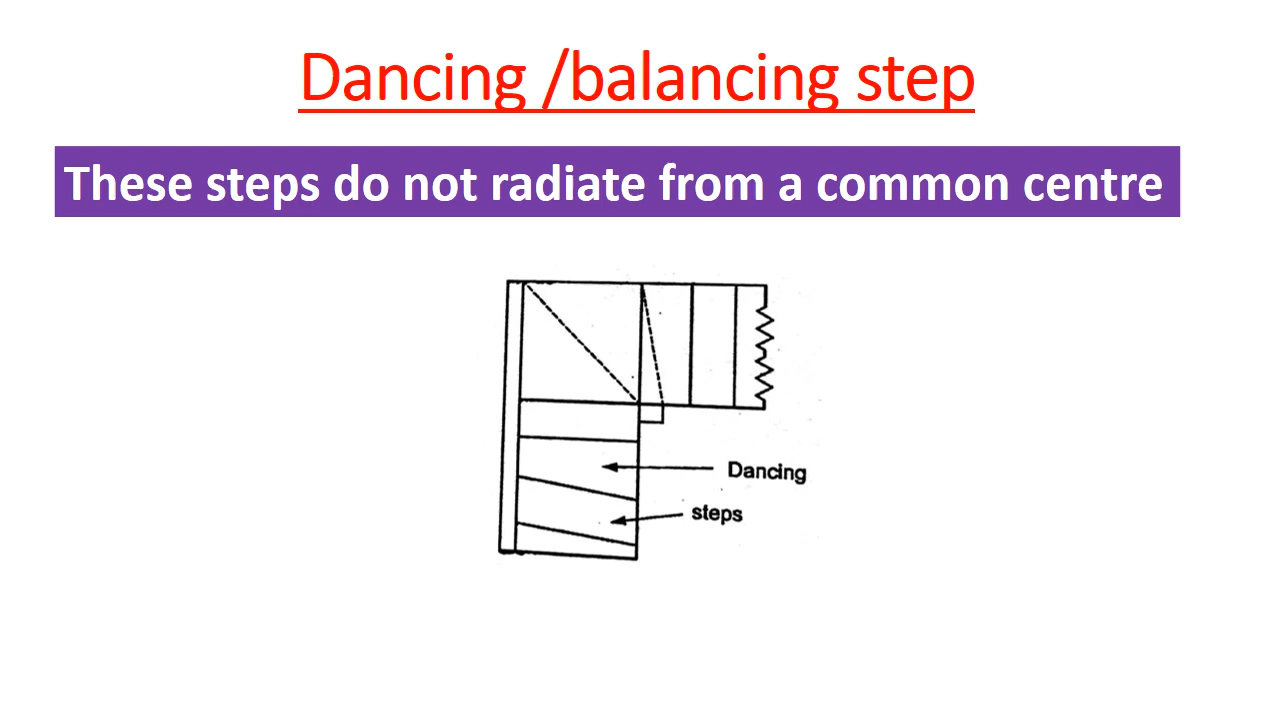 Dancing /balancing step
These steps do not radiate from a common centre
Dancing
steps